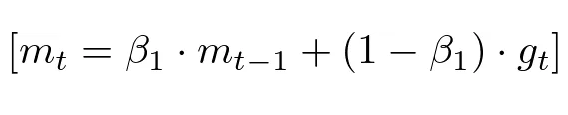 [m_t = β_1 · m_{t−1} + (1 − β_1) · g_t]